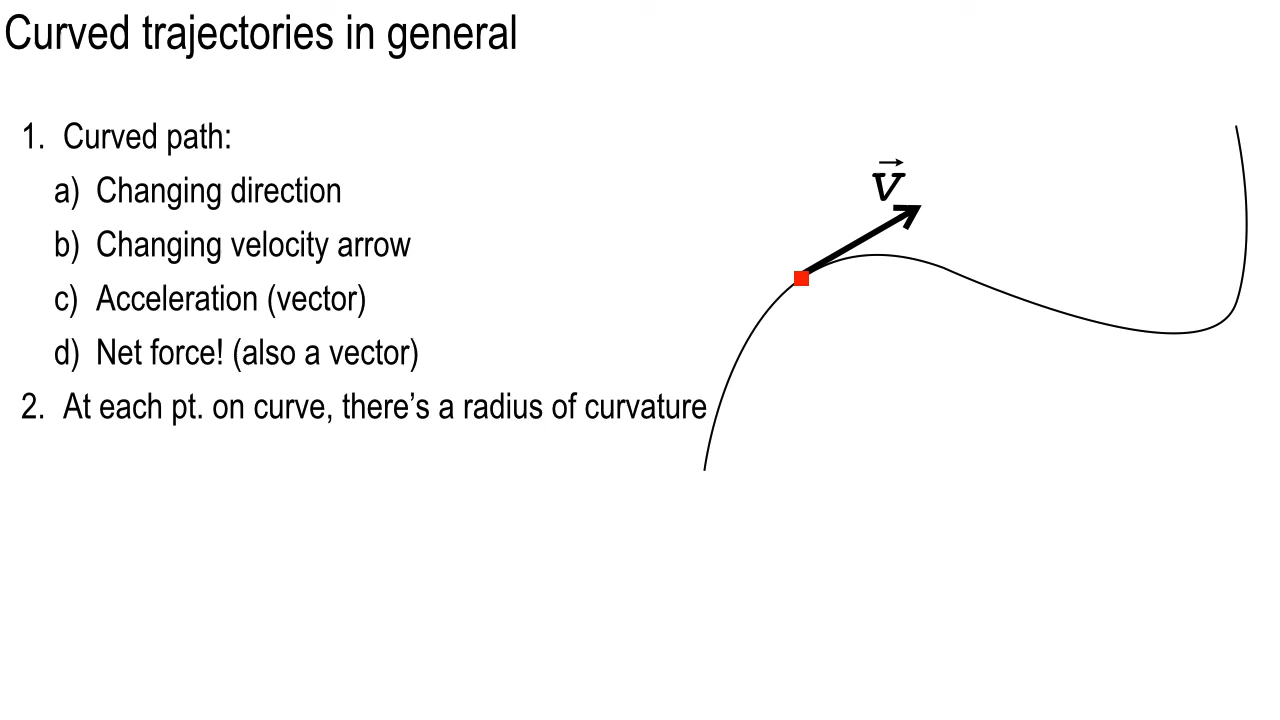 Curved trajectories in general
1. Curved path:
a) Changing direction
b) Changing velocity arrow
c) Acceleration (vector)
d) Net force! (also a vector)
2. At each pt. on curve, there’s a radius of curvature
v⃗